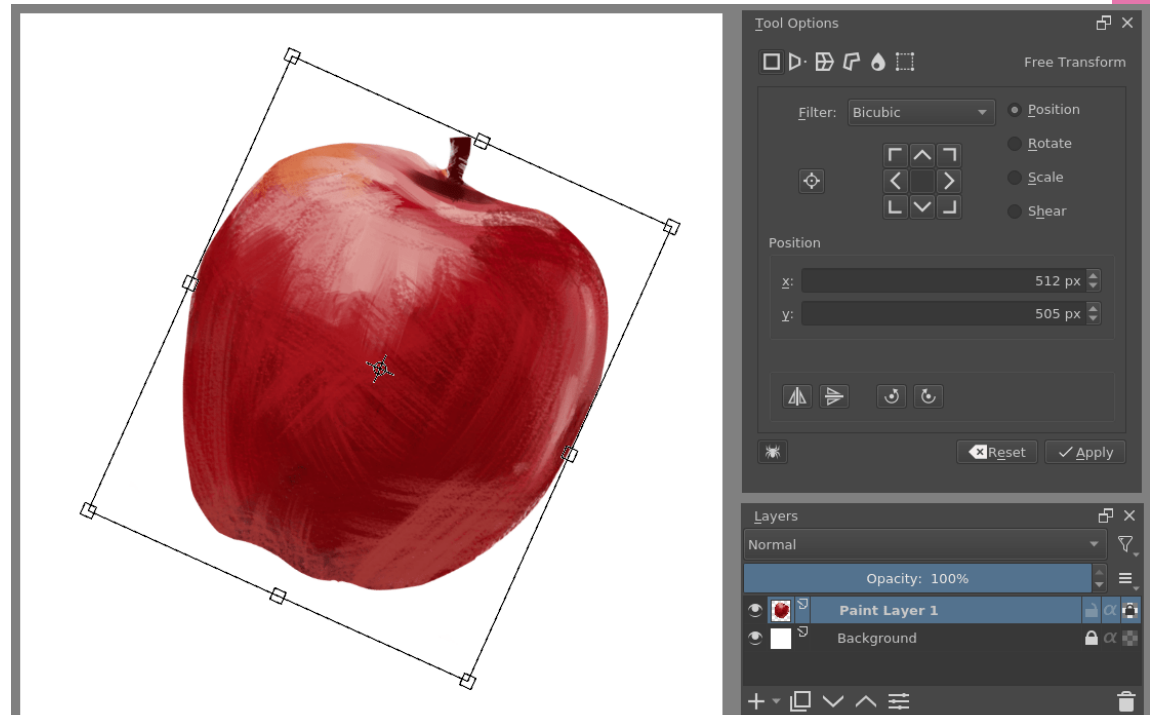 Tool Options
Free Transform
Filter: Bicubic
Position
Rotate
Scale
Shear
Position
x: 512 px
y: 505 px
Reset
Apply
Layers
Normal
Opacity: 100%
Paint Layer 1
Background